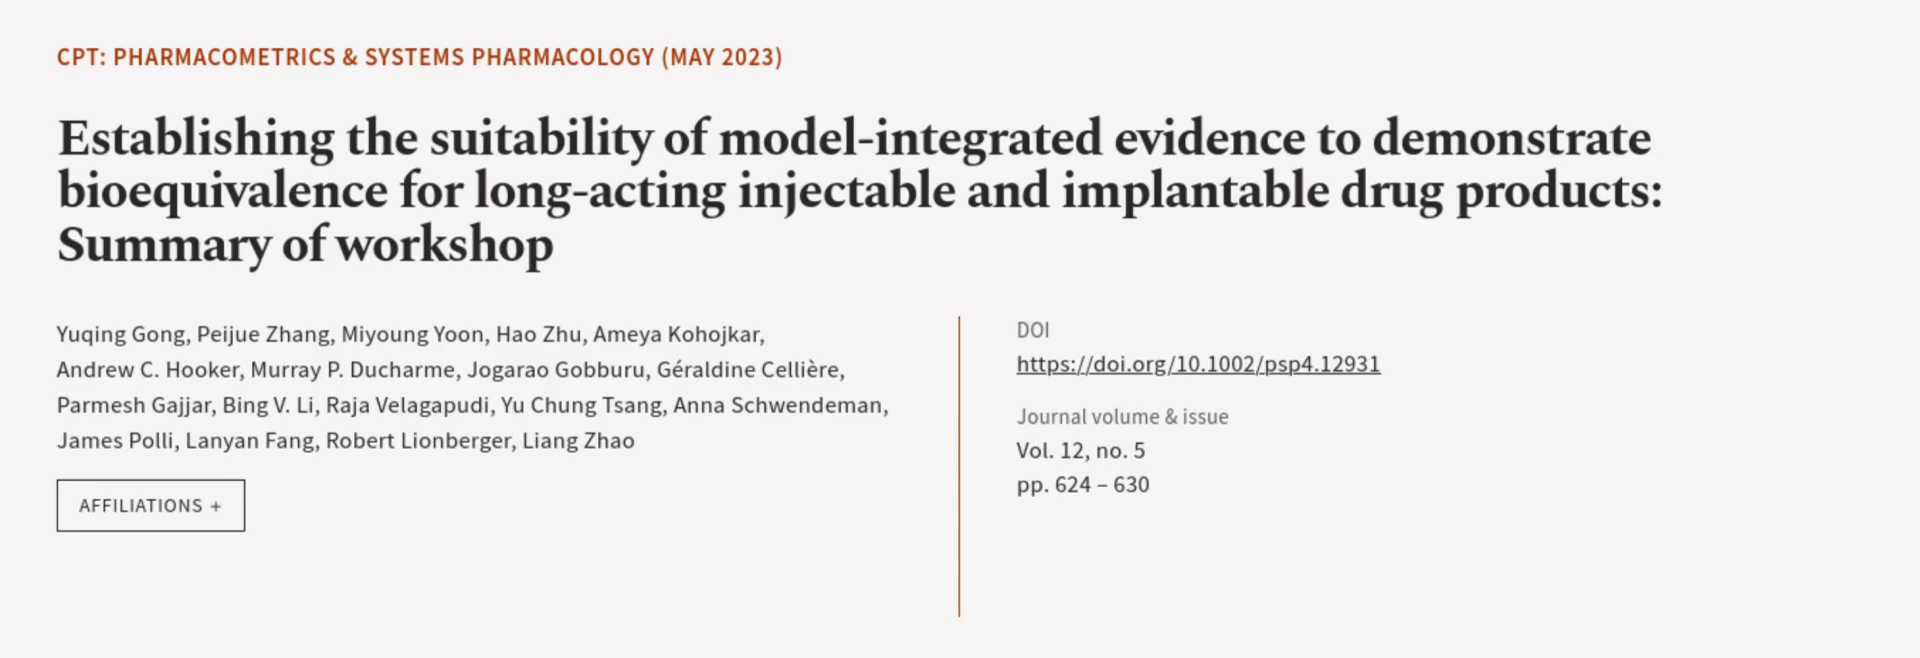 CPT: PHARMACOMETRICS & SYSTEMS PHARMACOLOGY (MAY 2023)
Establishing the suitability of model-integrated evidence to demonstrate
bioequivalence for long-acting injectable and implantable drug products:
Summary of workshop
Yuqing Gong, Peijue Zhang, Miyoung Yoon, Hao Zhu, Ameya Kohojkar,
Andrew C. Hooker, Murray P. Ducharme, Jogarao Gobburu, Géraldine Cellière,
Parmesh Gajjar, Bing V. Li, Raja Velagapudi, Yu Chung Tsang, Anna Schwendeman,
James Polli, Lanyan Fang, Robert Lionberger, Liang Zhao
AFFILIATIONS +
DOI
https://doi.org/10.1002/psp4.12931
Journal volume & issue
Vol. 12, no. 5
pp. 624 – 630